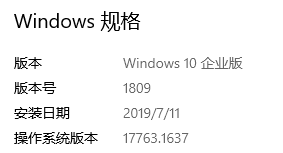 Windows 规格
版本 Windows 10 企业版
版本号 1809
安装日期 2019/7/11
操作系统版本 17763.1637